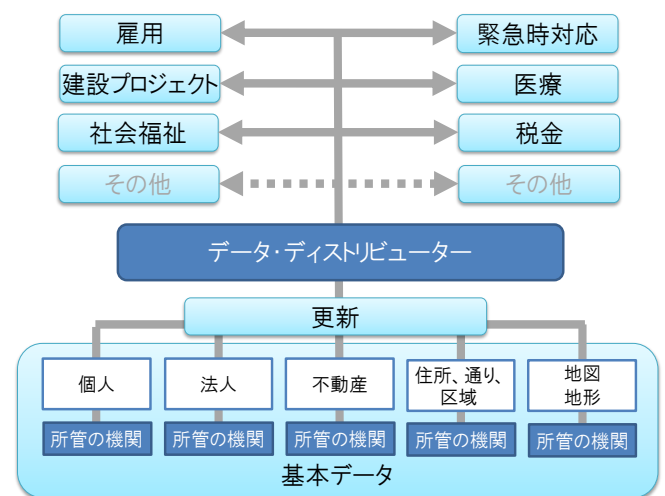 雇用
緊急時対応
建設プロジェクト
医療
社会福祉
税金
その他
その他
データ・ディストリビューター
更新
個人
法人
不動産
住所、通り、
区域
地図
地形
所管の機関
所管の機関
所管の機関
所管の機関
所管の機関
基本データ